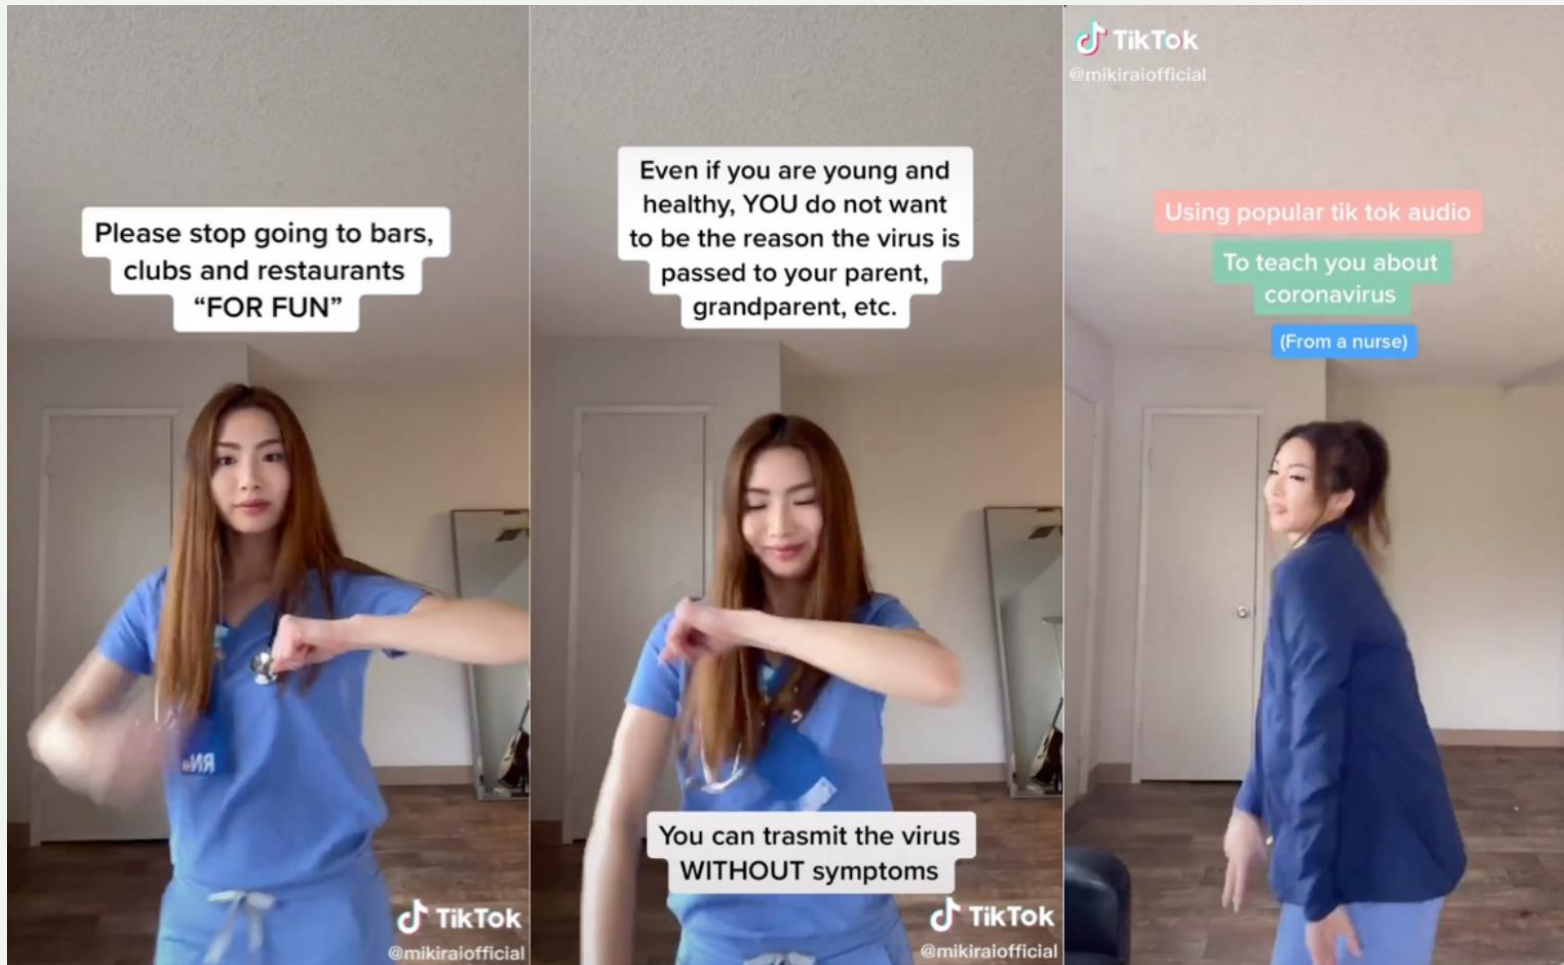 Please stop going to bars,
clubs and restaurants
“FOR FUN”
RN
TikTok
@mikiraiofficial
Even if you are young and
healthy, YOU do not want
to be the reason the virus is
passed to your parent,
grandparent, etc.
You can trasmit the virus
WITHOUT symptoms
TikTok
@mikiraiofficial
TikTok
@mikiraiofficial
Using popular tik tok audio
To teach you about
coronavirus
(From a nurse)